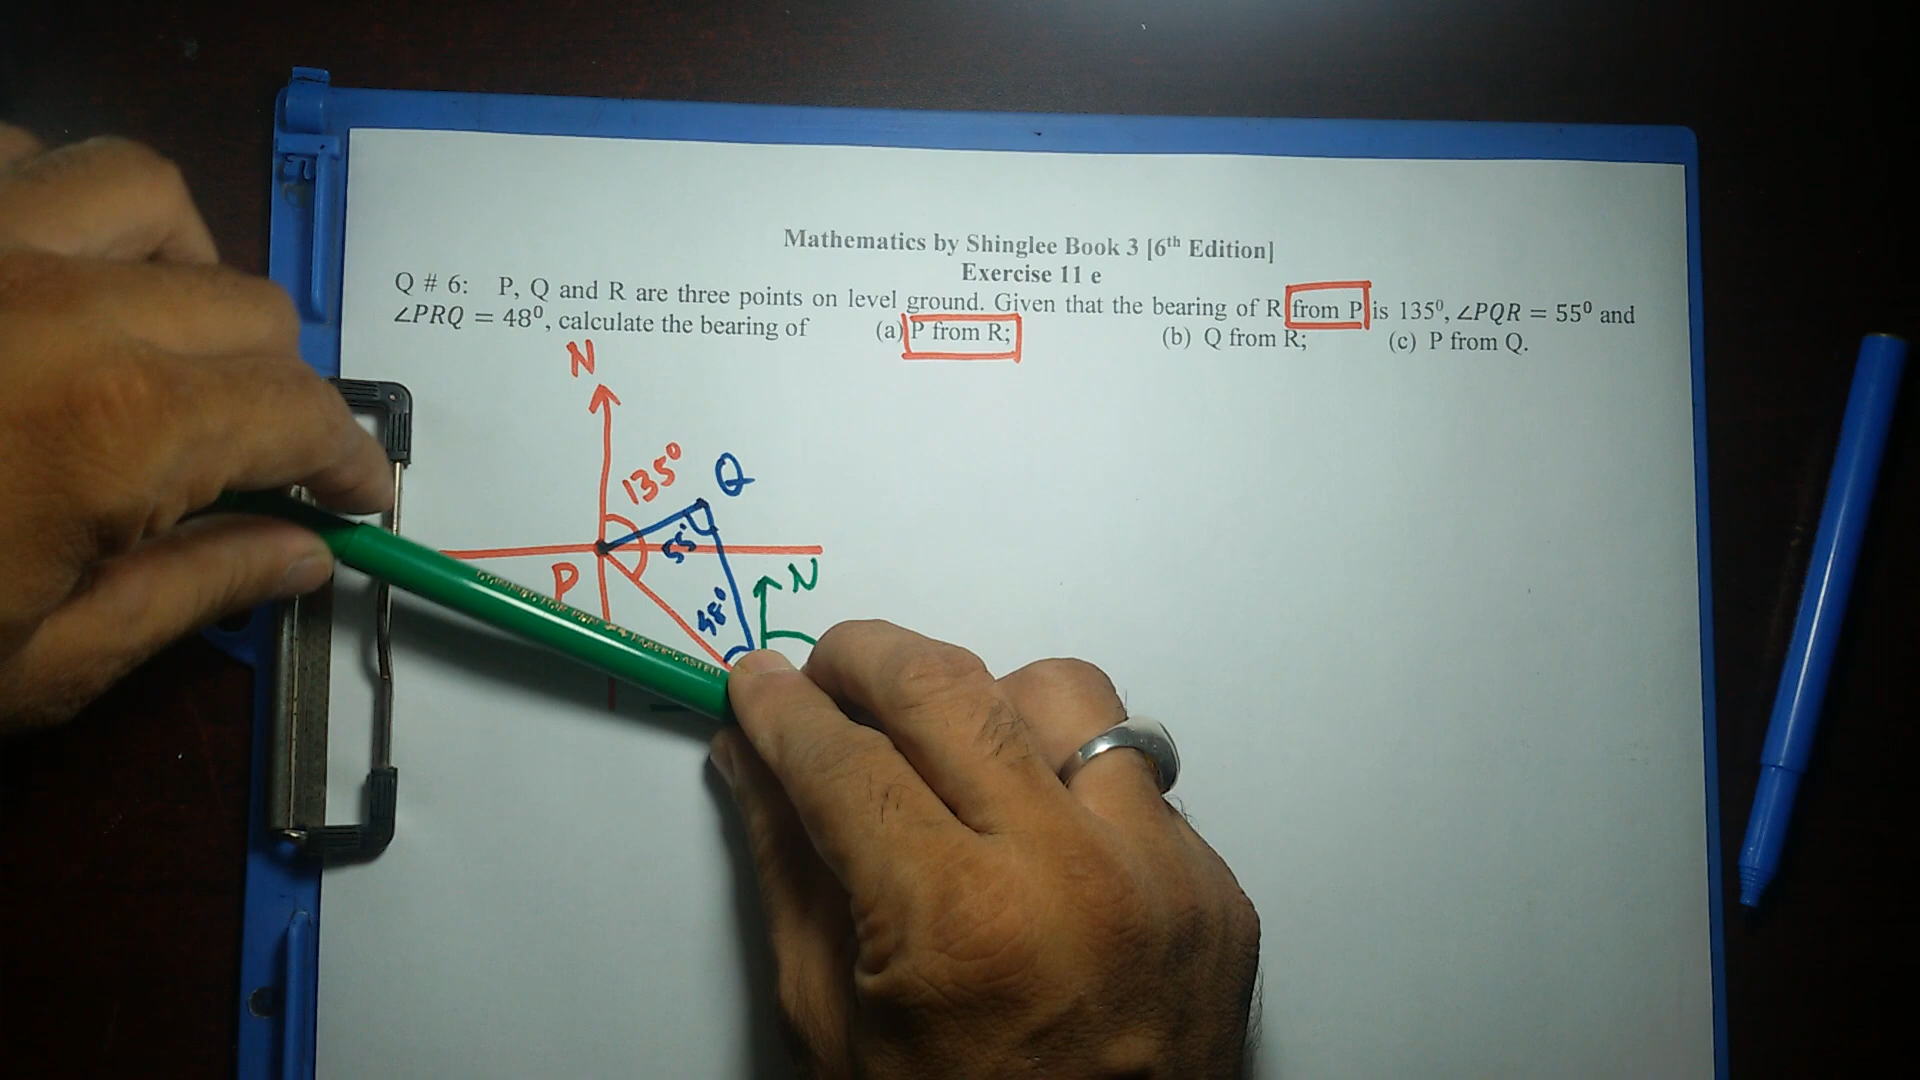 Mathematics by Shinglee Book 3 [6th Edition]
Exercise 11 e
Q # 6: P, Q and R are three points on level ground. Given that the bearing of R from P is 135⁰, ∠PQR = 55⁰ and
∠PRQ = 48⁰, calculate the bearing of (a) P from R; (b) Q from R; (c) P from Q.
N
135⁰
Q
55°
P
N
48⁰